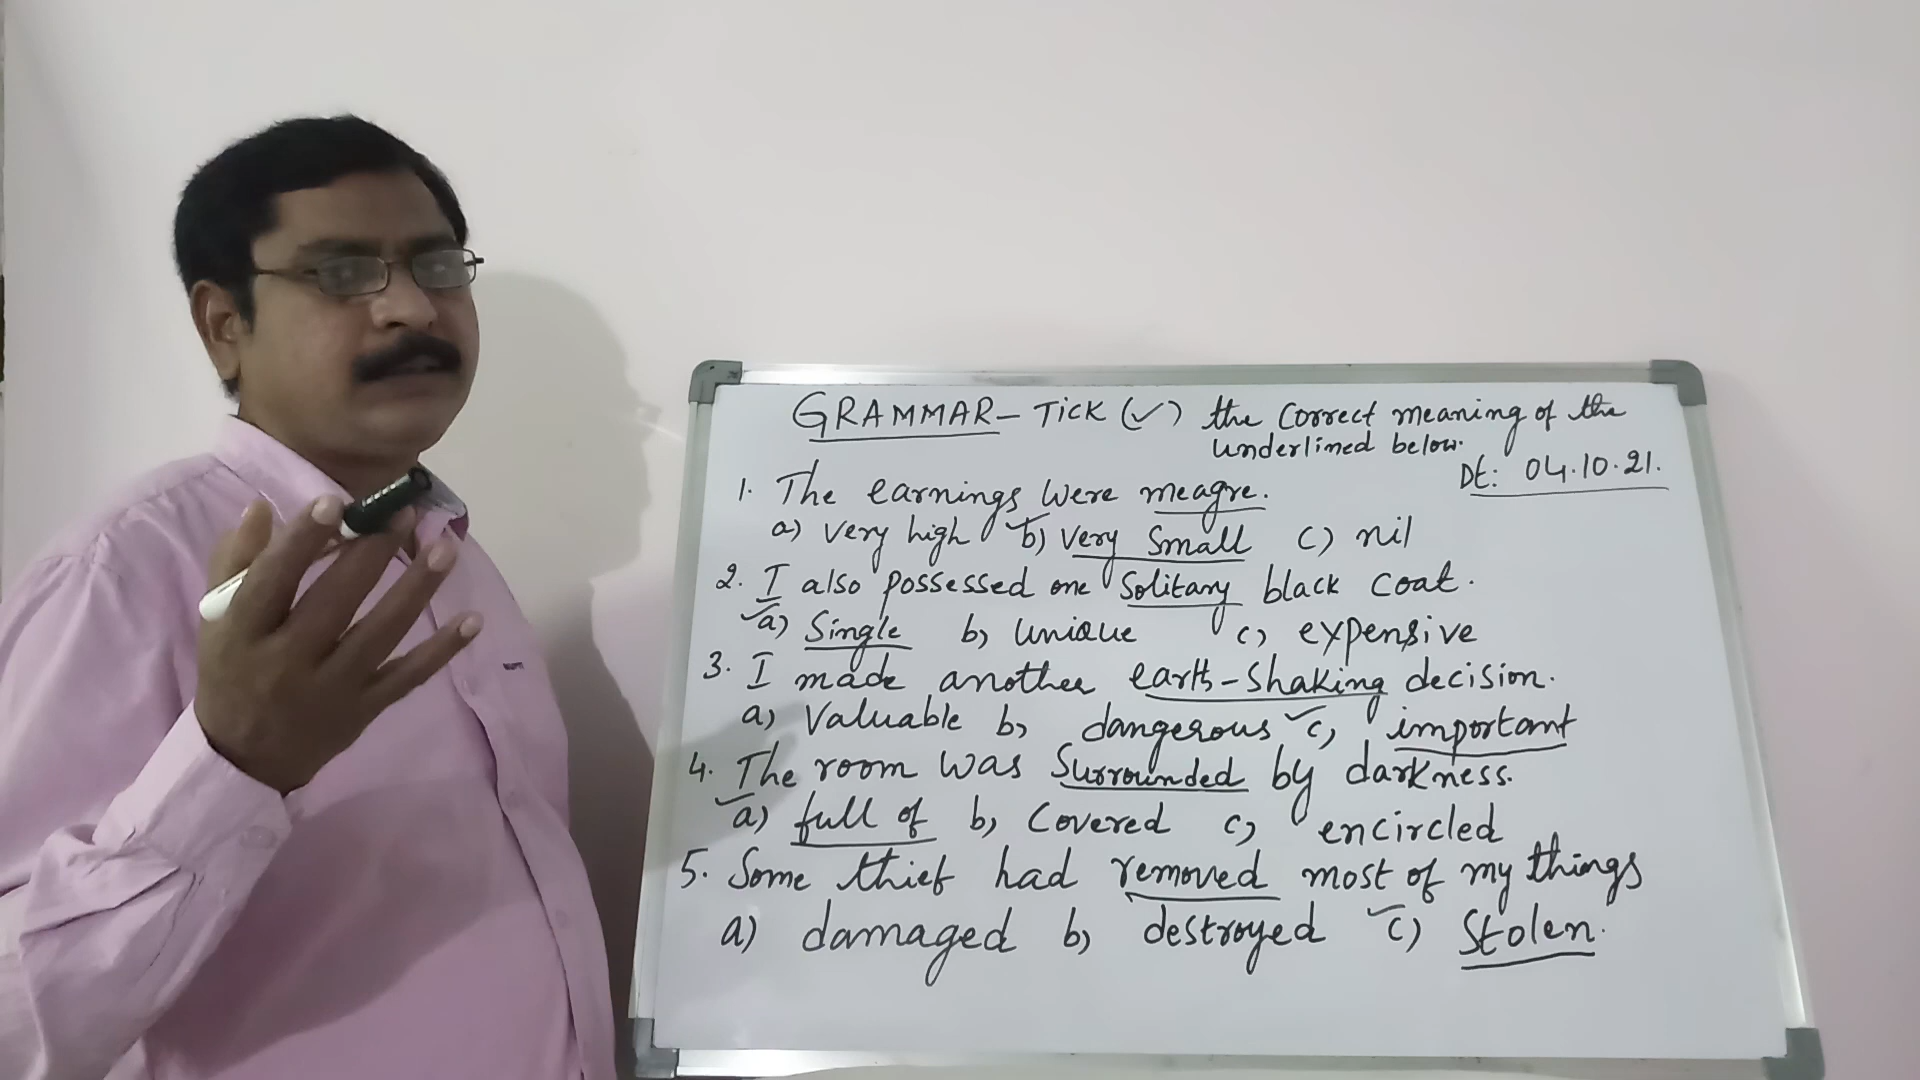 GRAMMAR - TICK (✓) the correct meaning of the
underlined below.
Dt: 04.10.21.
1. The earnings were meagre.
a) very high b) very small c) nil
2. I also possessed one solitary black coat.
a) Single b) unique c) expensive
3. I made another earth-shaking decision.
a) valuable b) dangerous c) important
4. The room was surrounded by darkness.
a) full of b) covered c) encircled
5. Some thief had removed most of my things
a) damaged b) destroyed c) stolen.